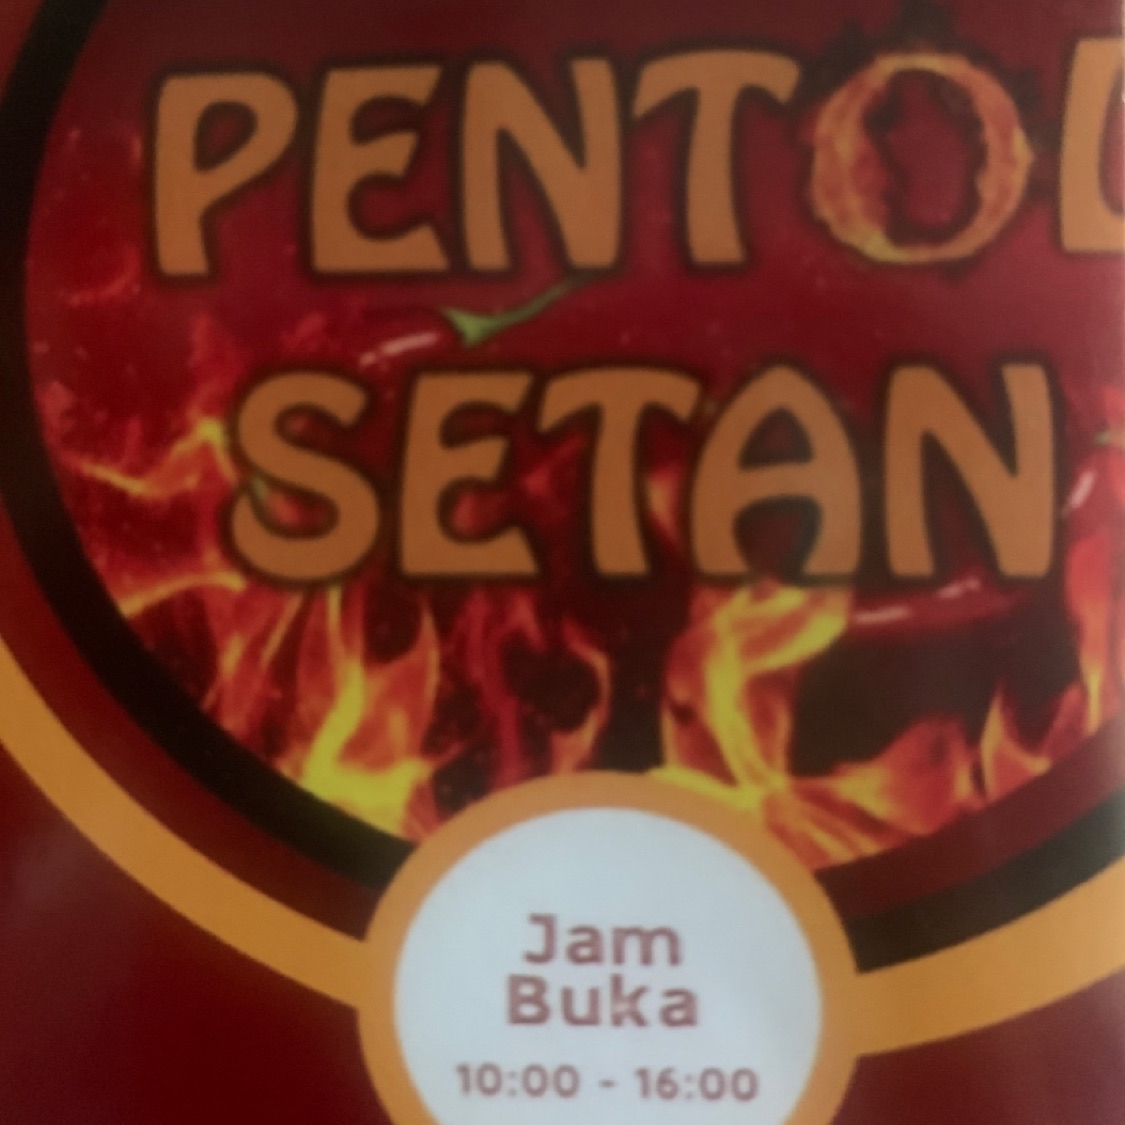 PENTOL
SETAN
Jam
Buka
10:00 - 16:00